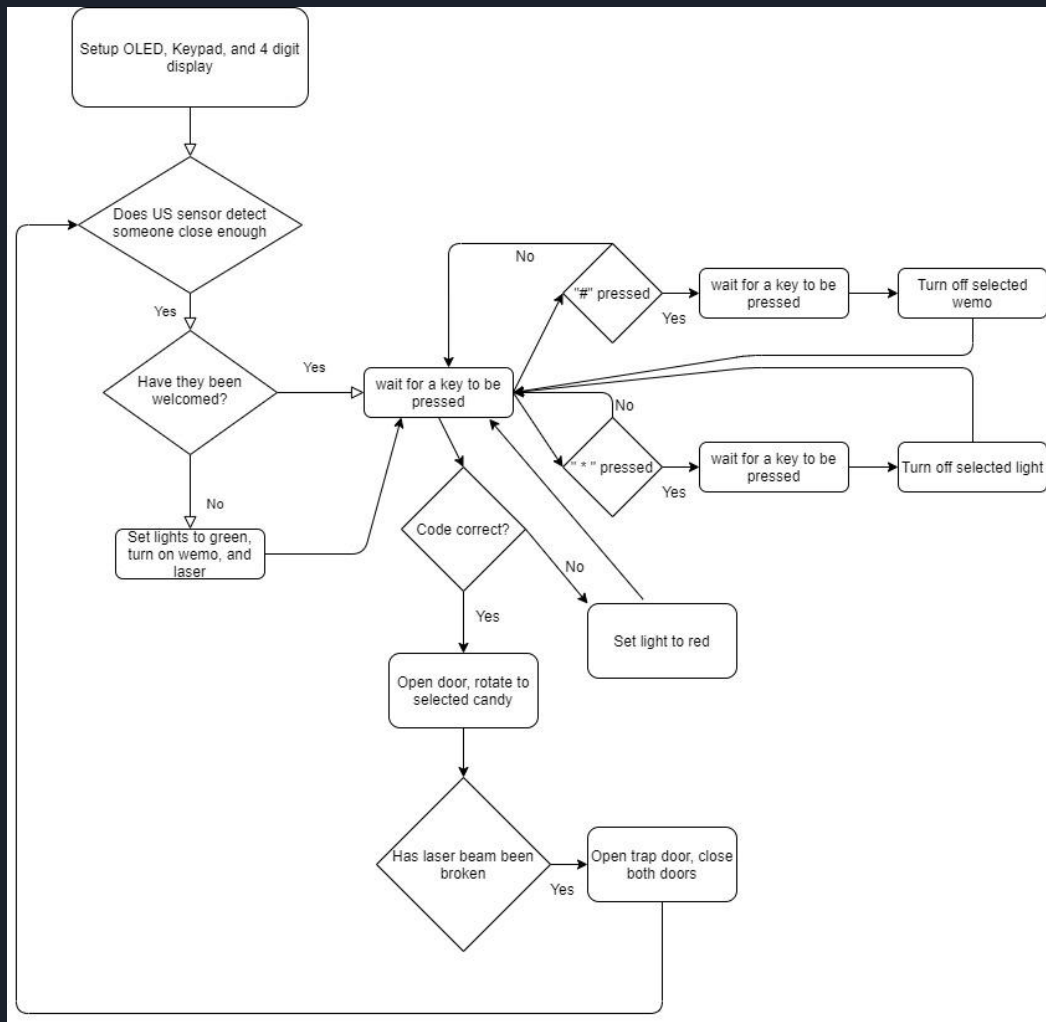 Setup OLED, Keypad, and 4 digit
display
Does US sensor detect
someone close enough
Yes
Have they been
welcomed?
Yes
No
Set lights to green,
turn on wemo, and
laser
wait for a key to be
pressed
No
"#" pressed
Yes
wait for a key to be
pressed
Turn off selected
wemo
No
" * " pressed
Yes
wait for a key to be
pressed
Turn off selected light
Code correct?
No
Yes
Set light to red
Open door, rotate to
selected candy
Has laser beam been
broken
Yes
Open trap door, close
both doors